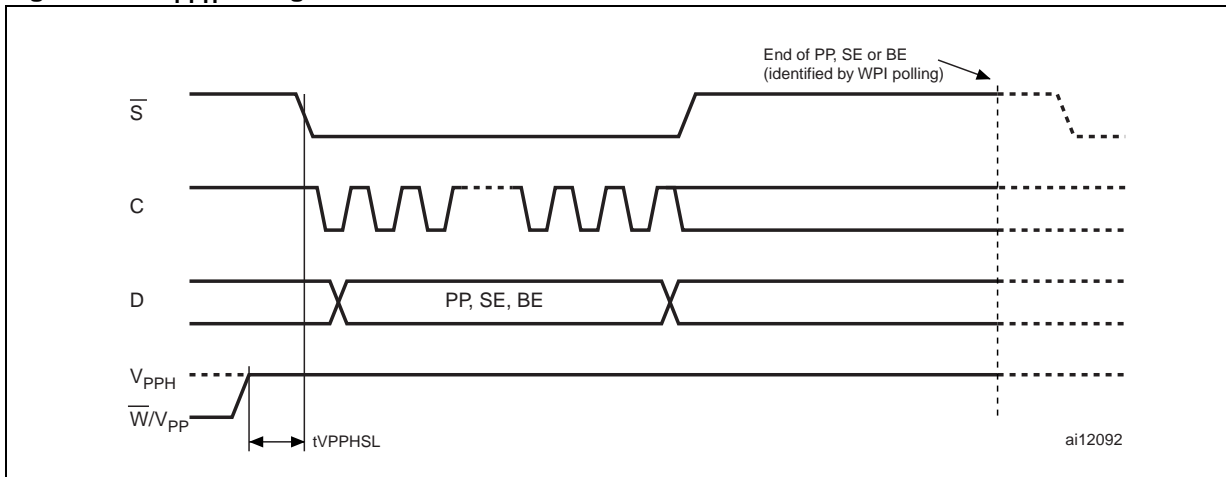 End of PP, SE or BE
(identified by WPI polling)
S̅
C
D
PP, SE, BE
VPPH
W̅/VPP
tVPPHSL
ai12092